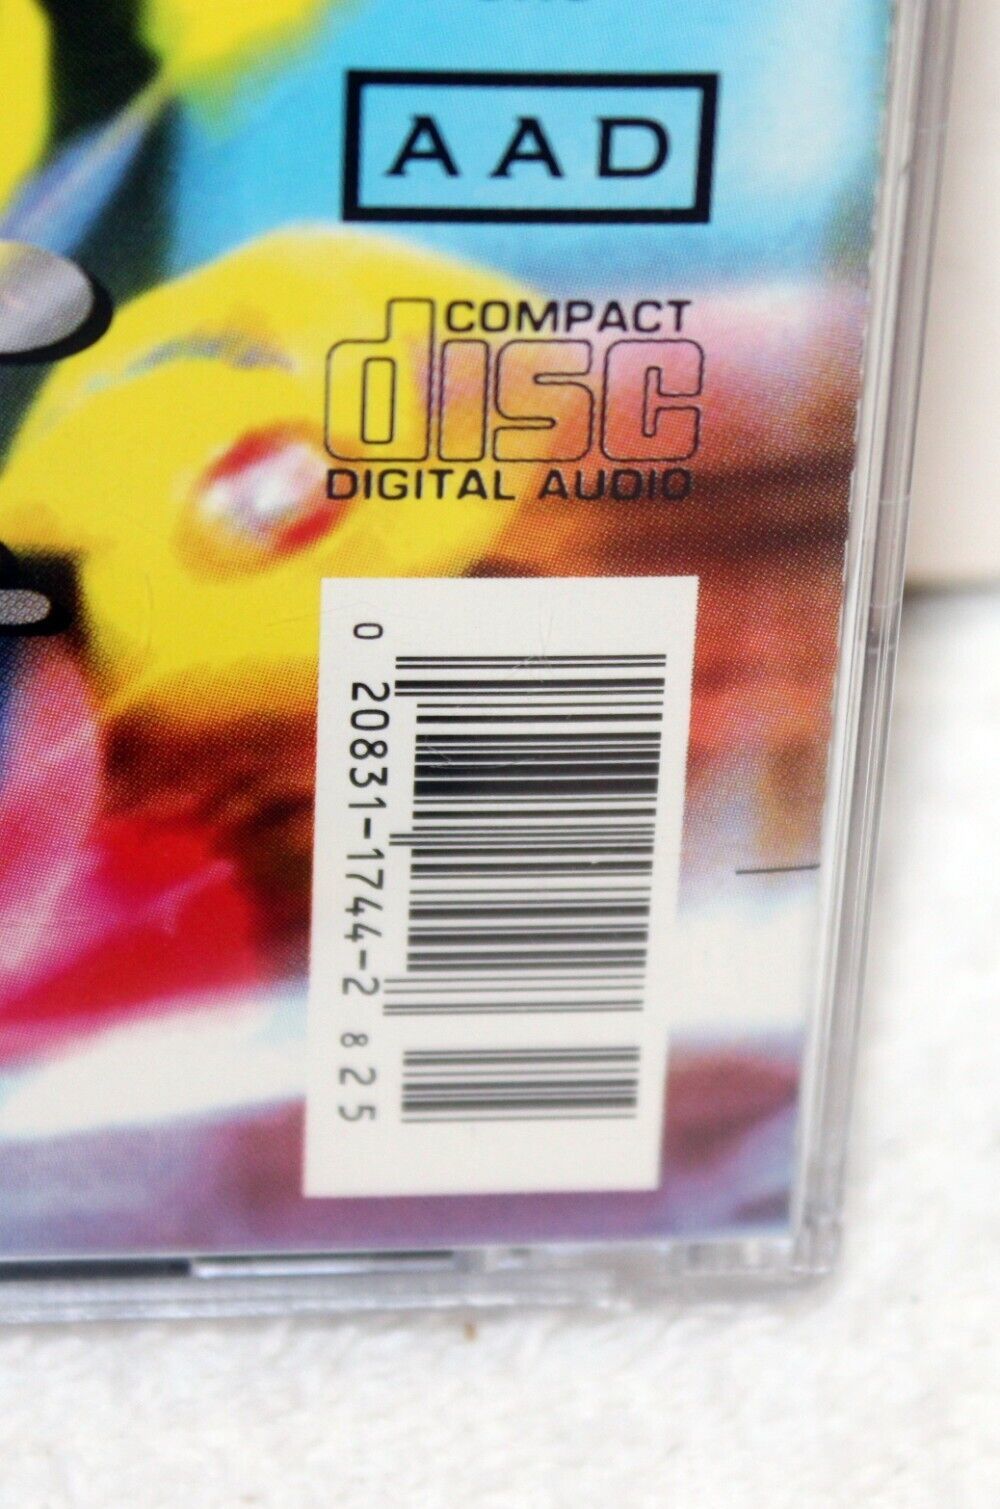 AAD
COMPACT
disc
DIGITAL AUDIO
0 20831-1744-2 825